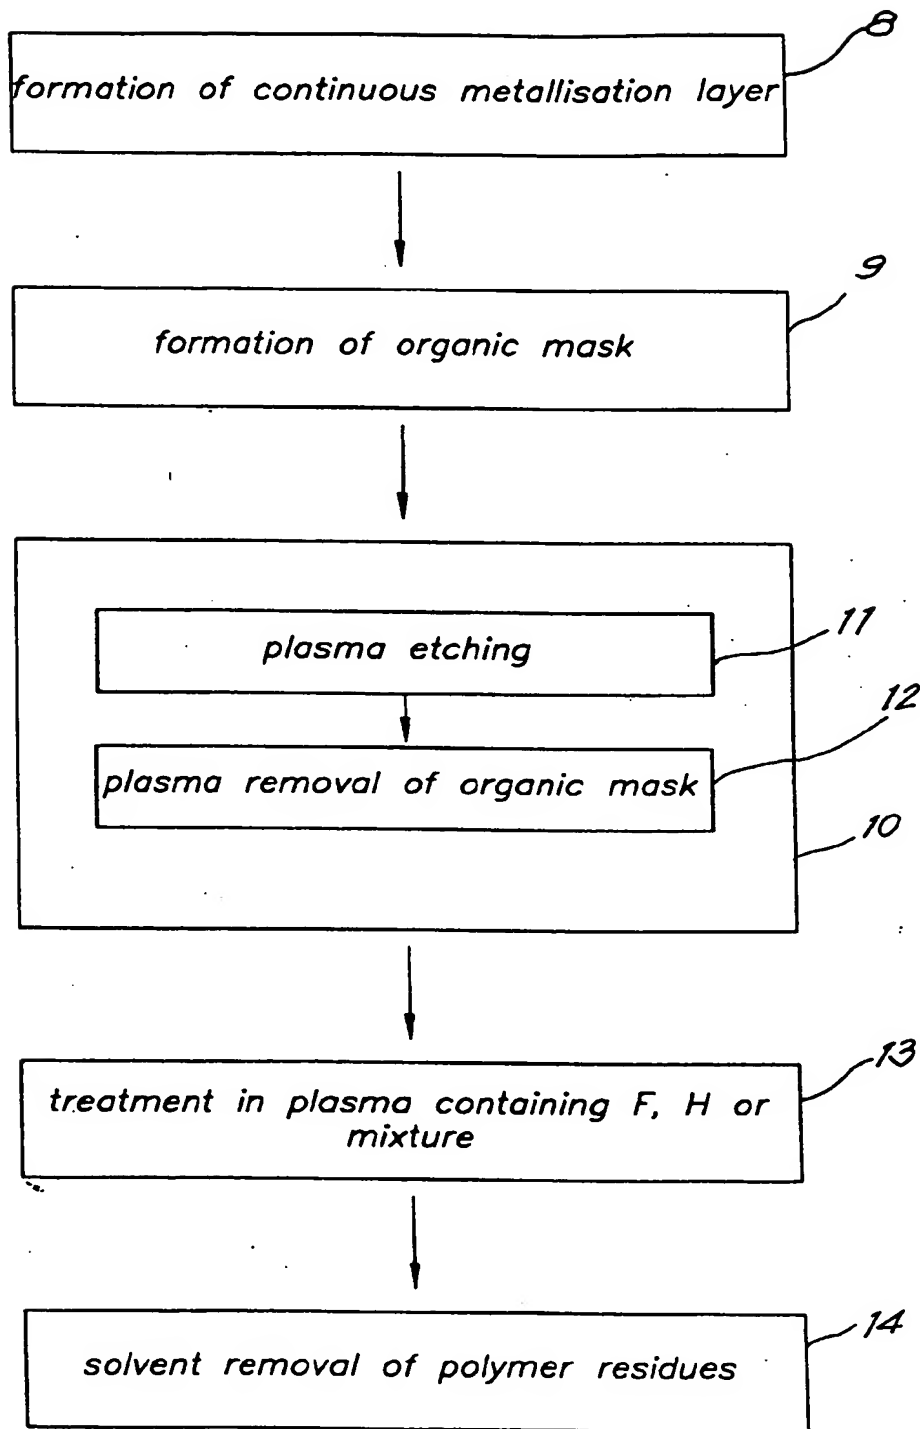 8
formation of continuous metallisation layer
9
formation of organic mask
11
plasma etching
12
plasma removal of organic mask
10
13
treatment in plasma containing F, H or
mixture
14
solvent removal of polymer residues